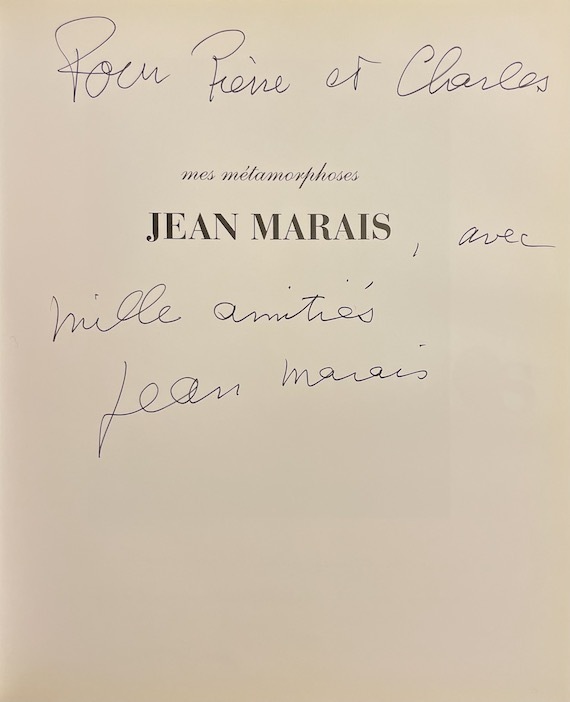 Pour Pierre et Charles
mes métamorphoses
JEAN MARAIS , avec
mille amitiés
Jean Marais